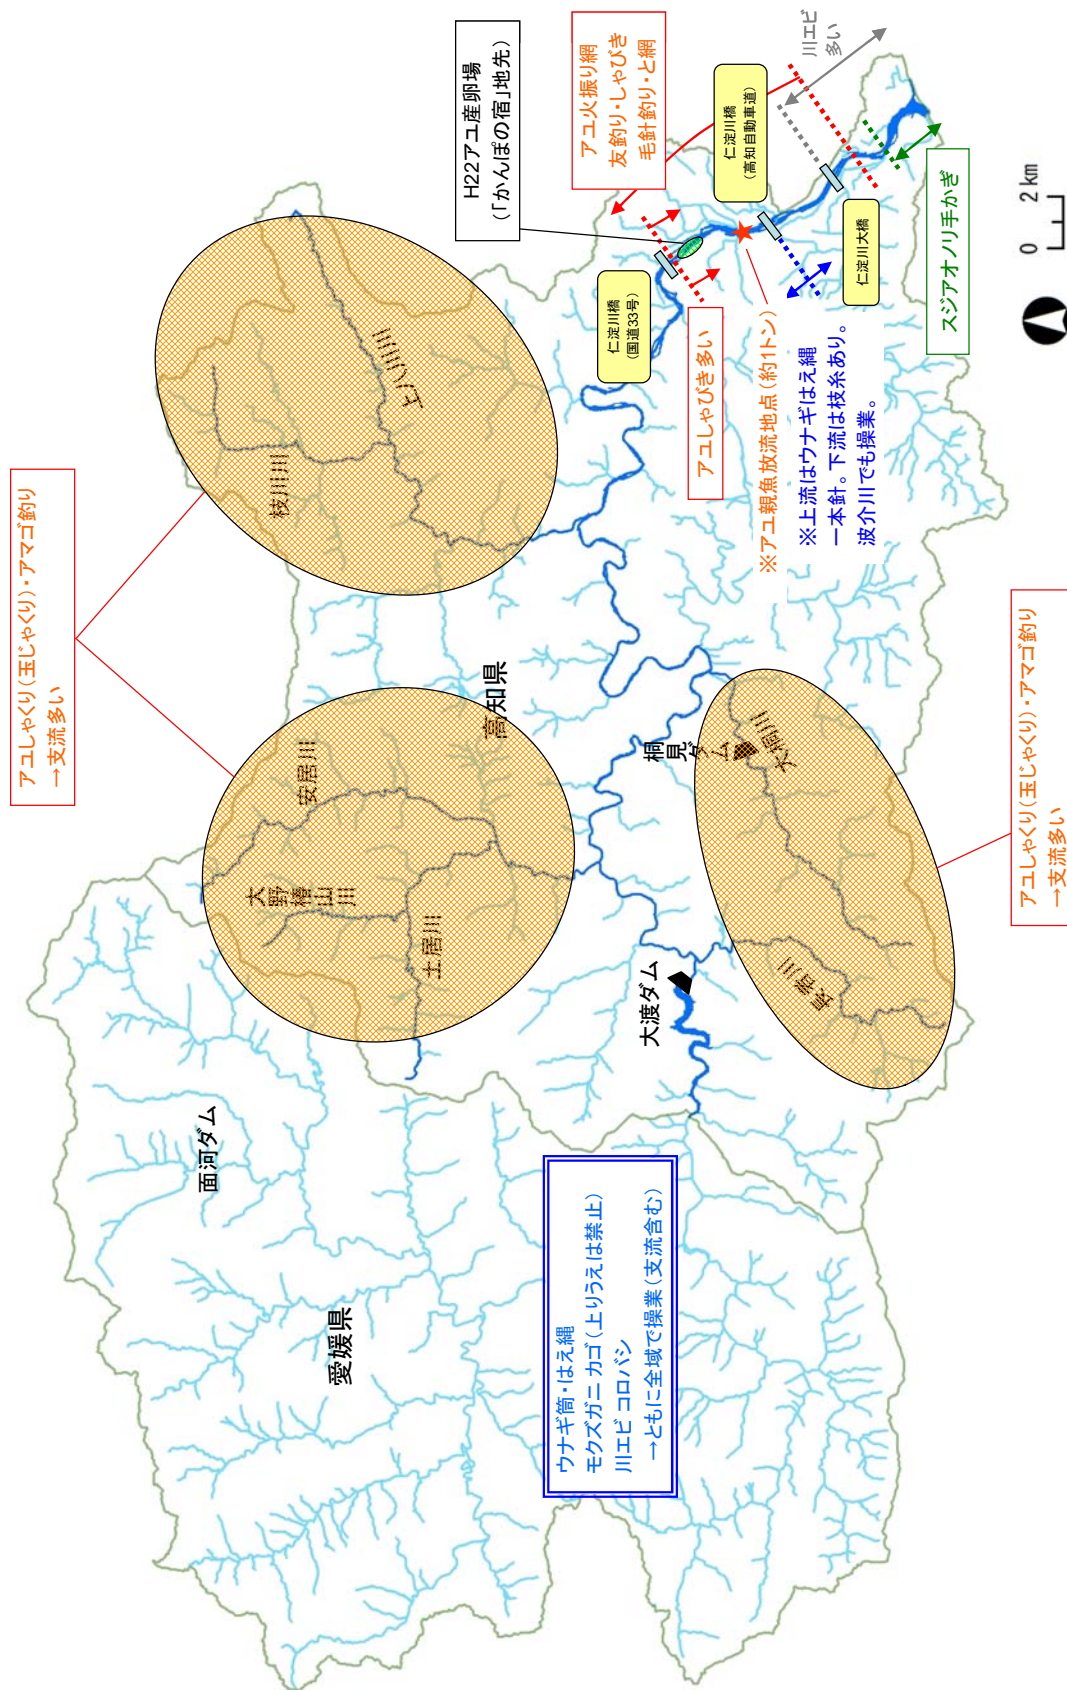 アユしゃくり(玉じゃくり)・アマゴ釣り
→支流多い
H22アユ産卵場
(「かんぽの宿」地先)
アユ火振り網
友釣り・しゃびき
毛針釣り・と網
川エビ
多い
仁淀川橋
(高知自動車道)
仁淀川橋
(国道33号)
仁淀川大橋
アユしゃびき多い
スジアオノリ手かぎ
※アユ親魚放流地点(約1トン)
※上流はウナギはえ縄
一本針。下流は枝糸あり。
波介川でも操業。
0 2 km
上八川川
枝川川
高知県
安居川
大野椿山川
土居川
桐見ダム
大桐川
長者川
大渡ダム
面河ダム
愛媛県
ウナギ筒・はえ縄
モクズガニ カゴ(上りうえは禁止)
川エビ コロバシ
→ともに全域で操業(支流含む)
アユしゃくり(玉じゃくり)・アマゴ釣り
→支流多い